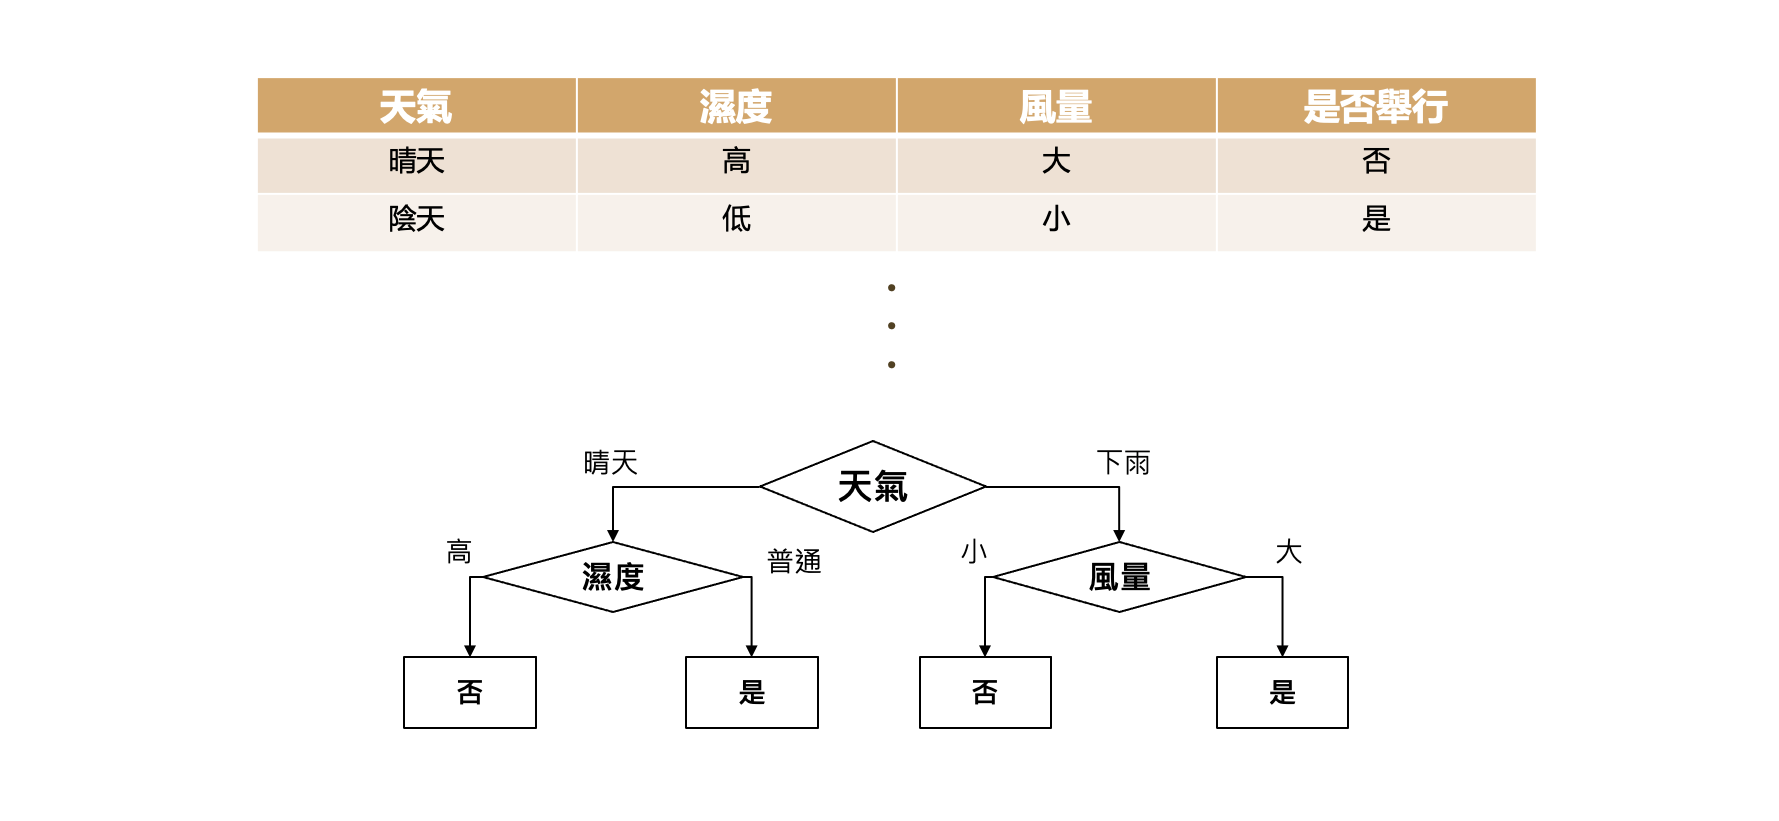 天氣 濕度 風量 是否舉行
晴天 高 大 否
陰天 低 小 是
晴天 下雨
天氣
高 普通 小 大
濕度 風量
否 是 否 是